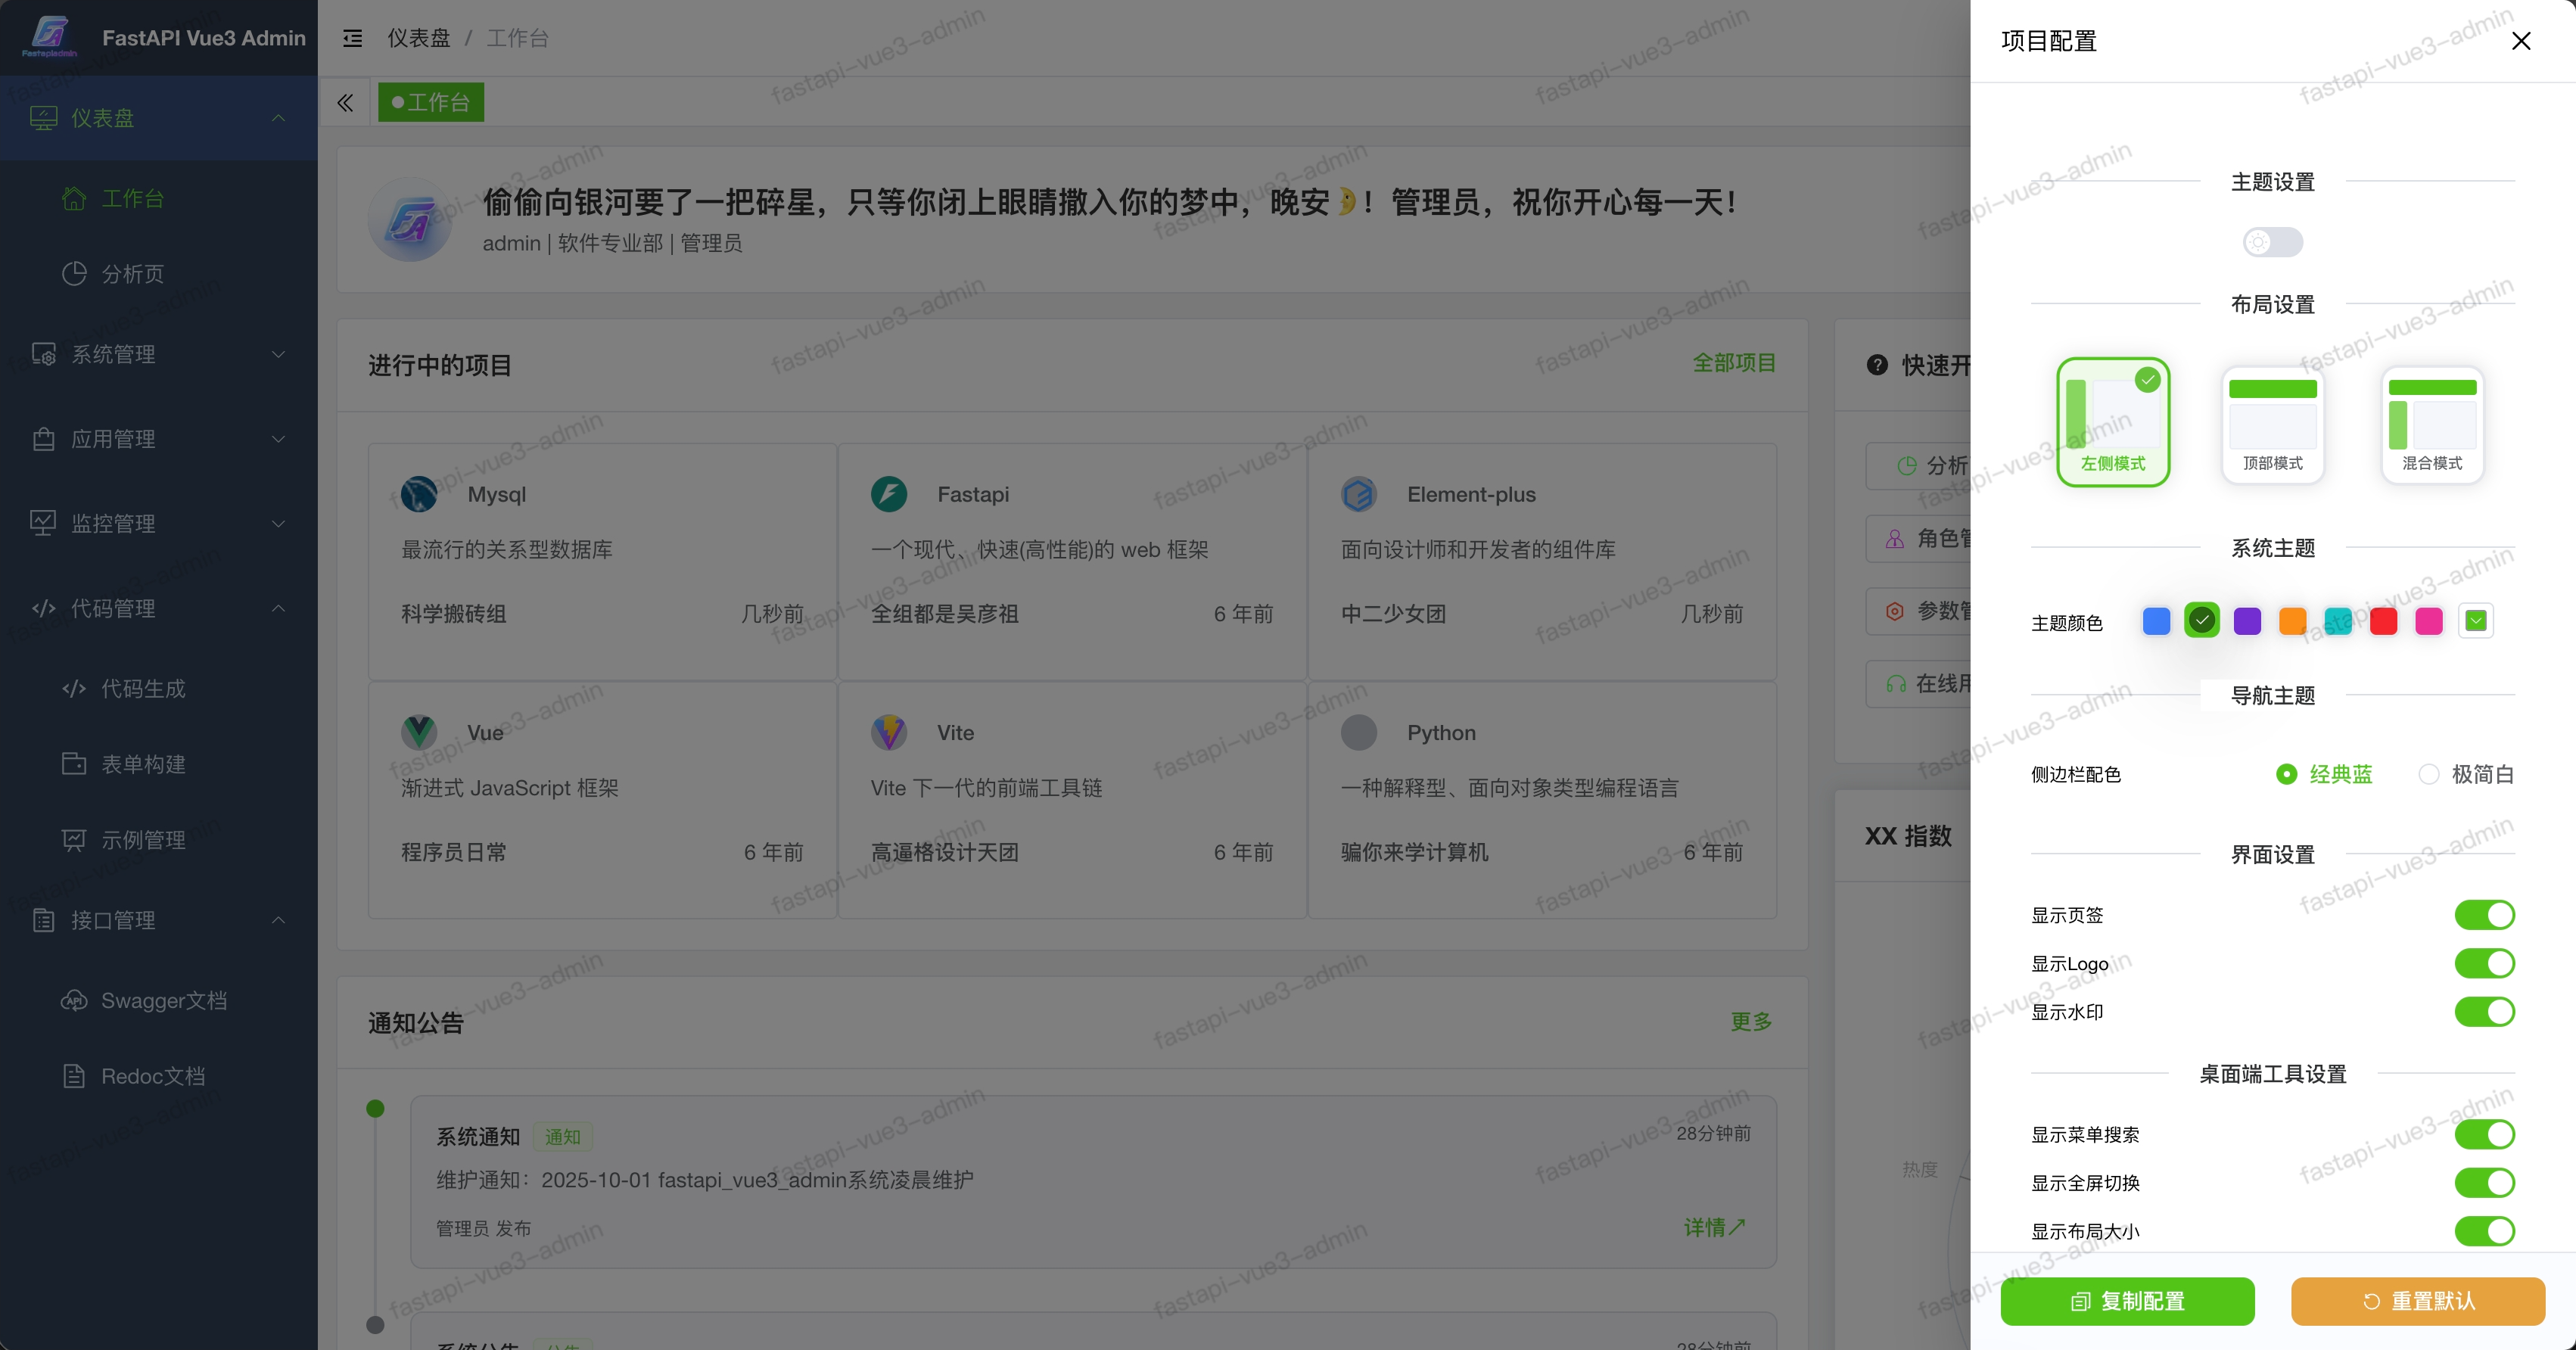 FastAPI Vue3 Admin
Fastapiadmin
仪表盘
工作台
分析页
系统管理
应用管理
监控管理
代码管理
代码生成
表单构建
示例管理
接口管理
Swagger文档
Redoc文档
仪表盘 / 工作台
工作台
偷偷向银河要了一把碎星，只等你闭上眼睛撒入你的梦中，晚安🌛！管理员，祝你开心每一天！
admin | 软件专业部 | 管理员
进行中的项目
全部项目
Mysql
最流行的关系型数据库
科学搬砖组 几秒前
Fastapi
一个现代、快速(高性能)的 web 框架
全组都是吴彦祖 6 年前
Element-plus
面向设计师和开发者的组件库
中二少女团 几秒前
Vue
渐进式 JavaScript 框架
程序员日常 6 年前
Vite
Vite 下一代的前端工具链
高逼格设计天团 6 年前
Python
一种解释型、面向对象类型编程语言
骗你来学计算机 6 年前
通知公告
更多
系统通知 通知 28分钟前
维护通知：2025-10-01 fastapi_vue3_admin系统凌晨维护
管理员 发布
详情
快速开
分析
角色管
参数管
在线用
XX 指数
热度
项目配置
主题设置
布局设置
左侧模式
顶部模式
混合模式
系统主题
主题颜色
导航主题
侧边栏配色 经典蓝 极简白
界面设置
显示页签
显示Logo
显示水印
桌面端工具设置
显示菜单搜索
显示全屏切换
显示布局大小
复制配置
重置默认
fastapi-vue3-admin